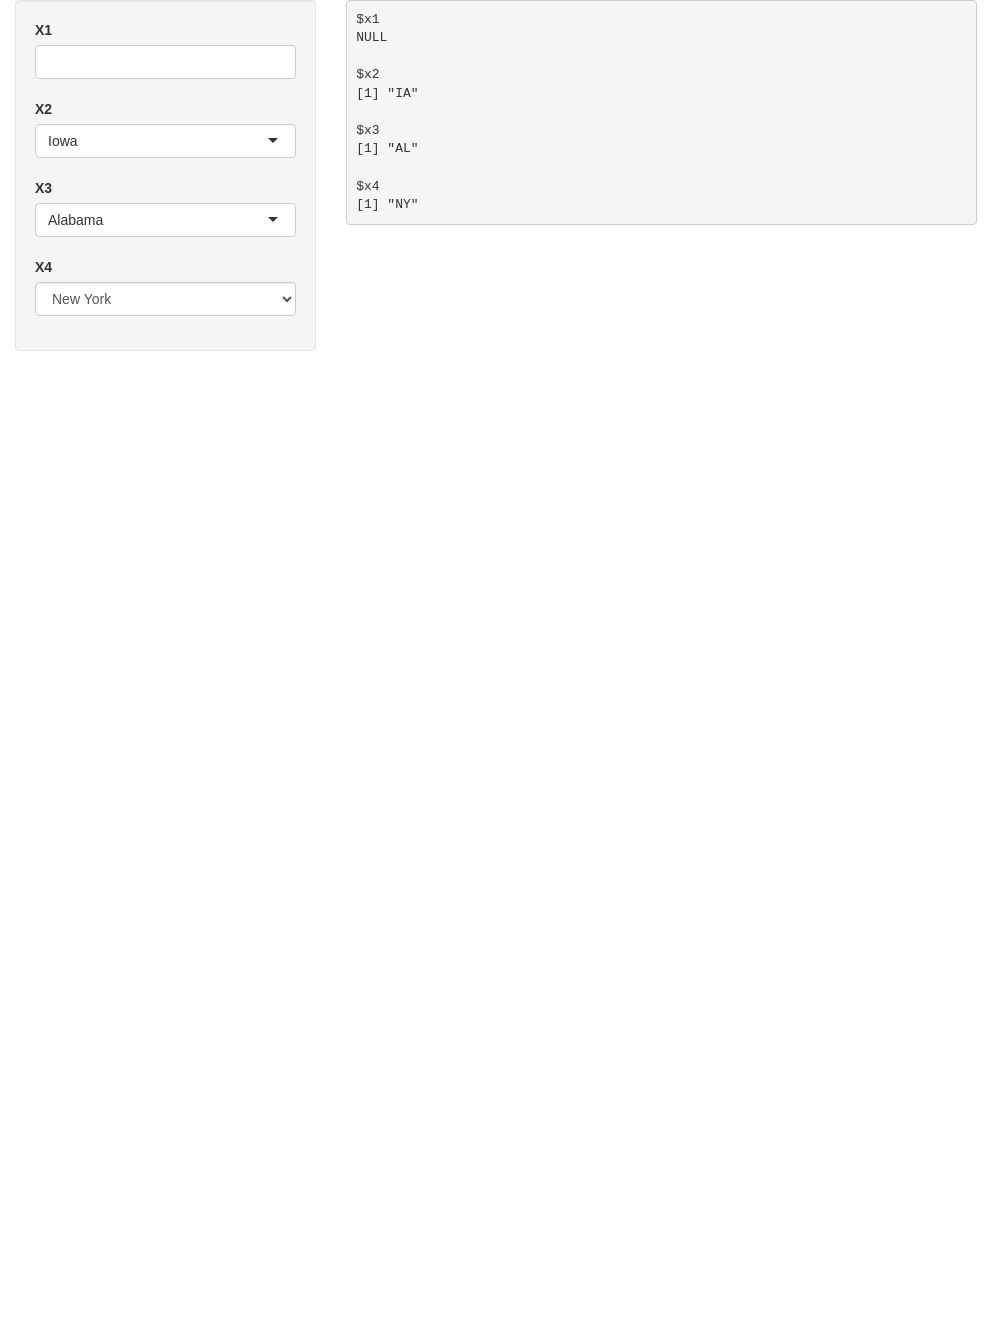 X1
X2
Iowa
X3
Alabama
X4
New York
$x1
NULL
$x2
[1] "IA"
$x3
[1] "AL"
$x4
[1] "NY"